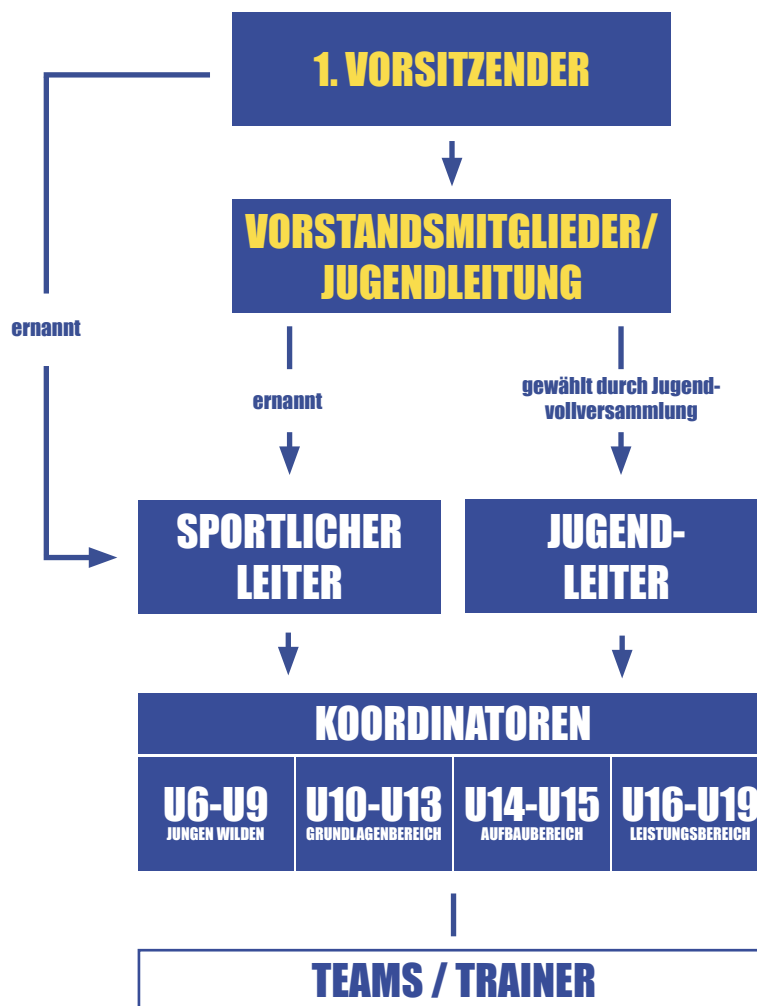 1. VORSITZENDER
VORSTANDSMITGLIEDER/
JUGENDLEITUNG
ernannt
ernannt
gewählt durch Jugend-
vollversammlung
SPORTLICHER
LEITER
JUGEND-
LEITER
KOORDINATOREN
U6-U9
JUNGEN WILDEN
U10-U13
GRUNDLAGENBEREICH
U14-U15
AUFBAUBEREICH
U16-U19
LEISTUNGSBEREICH
TEAMS / TRAINER